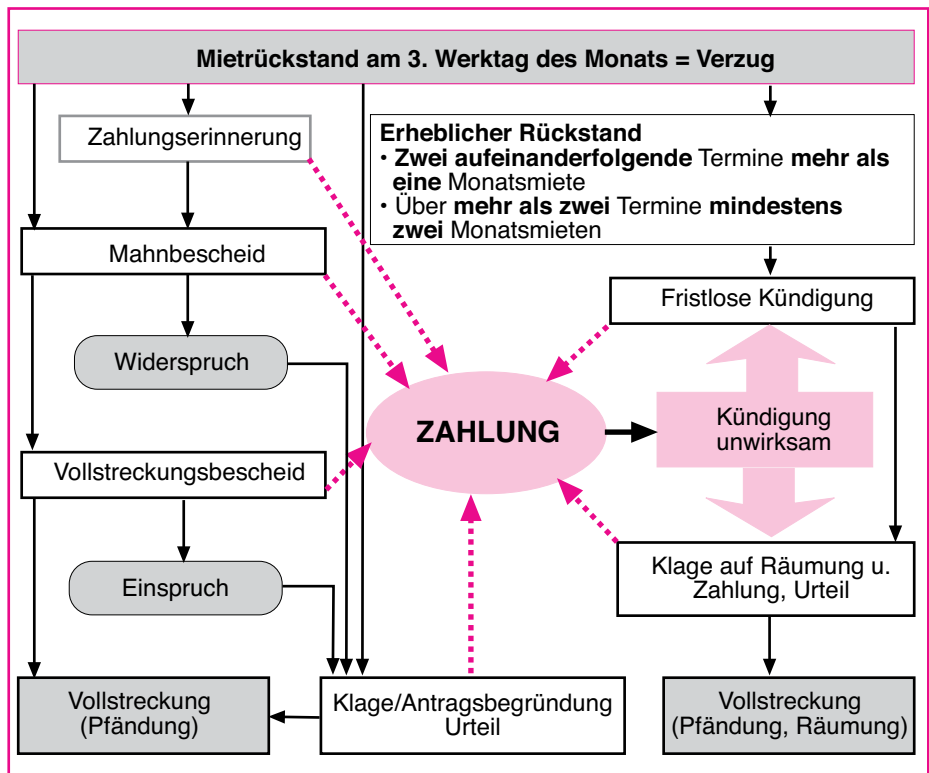 Mietrückstand am 3. Werktag des Monats = Verzug
Zahlungserinnerung
Erheblicher Rückstand
• Zwei aufeinanderfolgende Termine mehr als
eine Monatsmiete
• Über mehr als zwei Termine mindestens
zwei Monatsmieten
Mahnbescheid
Fristlose Kündigung
Widerspruch
ZAHLUNG
Kündigung
unwirksam
Vollstreckungsbescheid
Einspruch
Klage auf Räumung u.
Zahlung, Urteil
Vollstreckung
(Pfändung)
Klage/Antragsbegründung
Urteil
Vollstreckung
(Pfändung, Räumung)